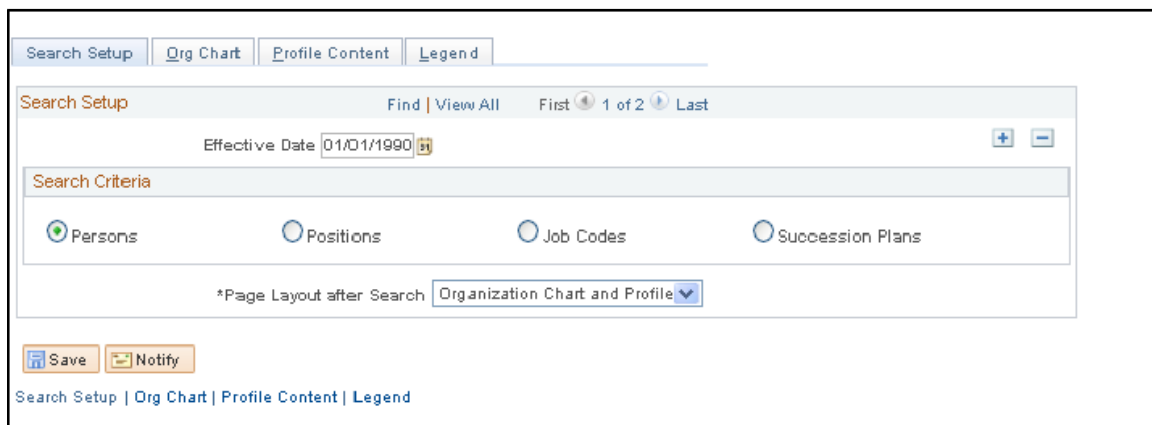 Search Setup Org Chart Profile Content Legend
Search Setup Find | View All First 1 of 2 Last
Effective Date 01/01/1990 31
Search Criteria
Persons Positions Job Codes Succession Plans
*Page Layout after Search Organization Chart and Profile
Save Notify
Search Setup | Org Chart | Profile Content | Legend